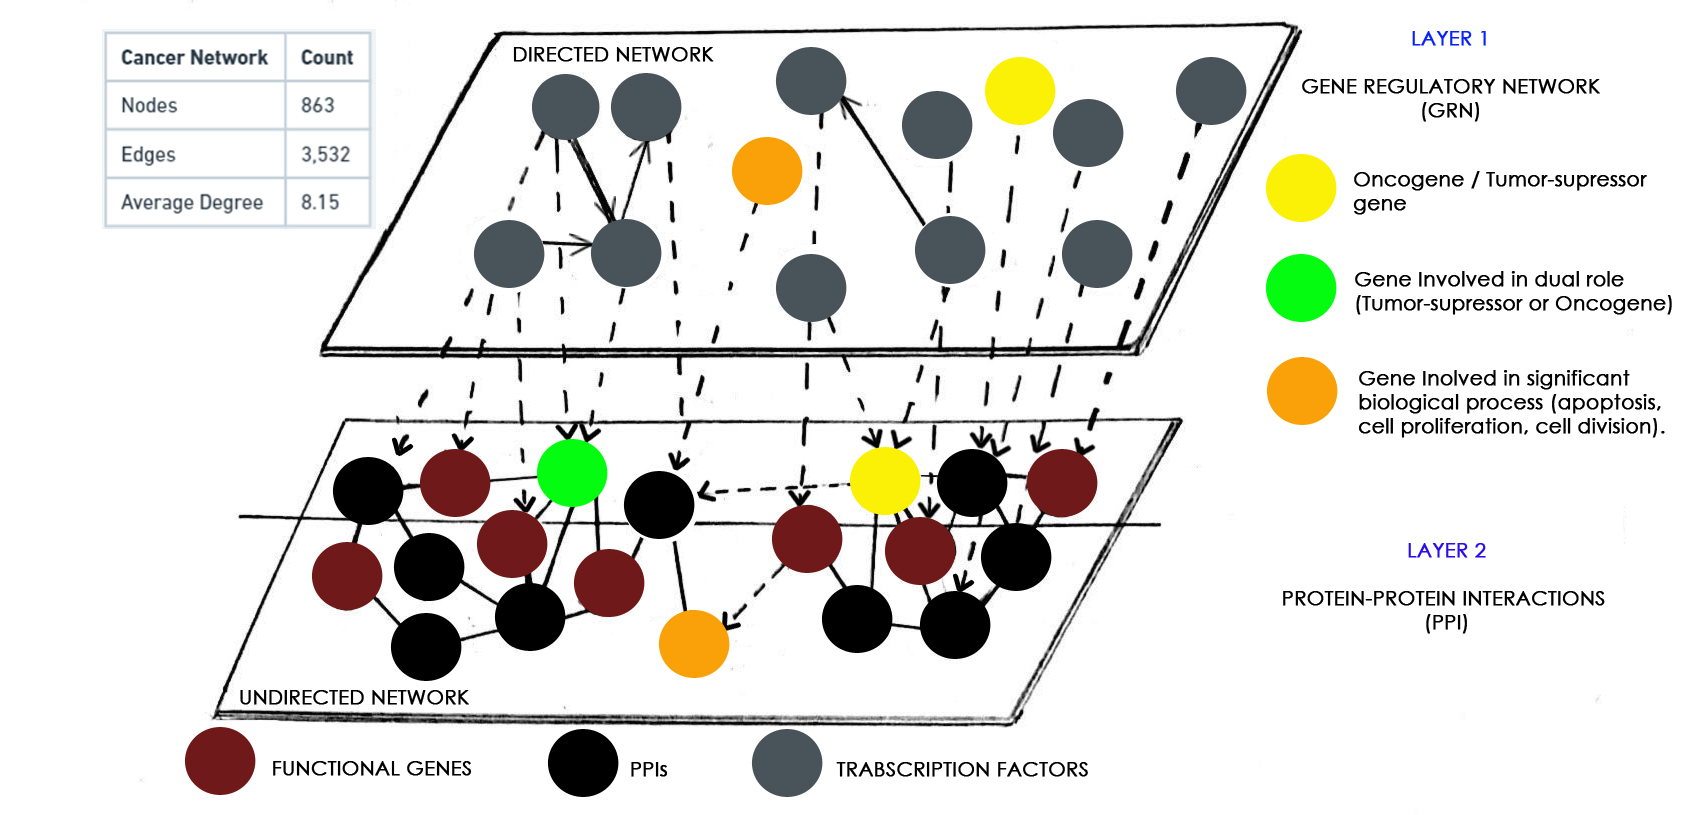 Cancer Network Count
Nodes 863
Edges 3,532
Average Degree 8.15
DIRECTED NETWORK
LAYER 1
GENE REGULATORY NETWORK
(GRN)
Oncogene / Tumor-supressor
gene
Gene Involved in dual role
(Tumor-supressor or Oncogene)
Gene Inolved in significant
biological process (apoptosis,
cell proliferation, cell division).
LAYER 2
PROTEIN-PROTEIN INTERACTIONS
(PPI)
UNDIRECTED NETWORK
FUNCTIONAL GENES
PPIs
TRABSCRIPTION FACTORS